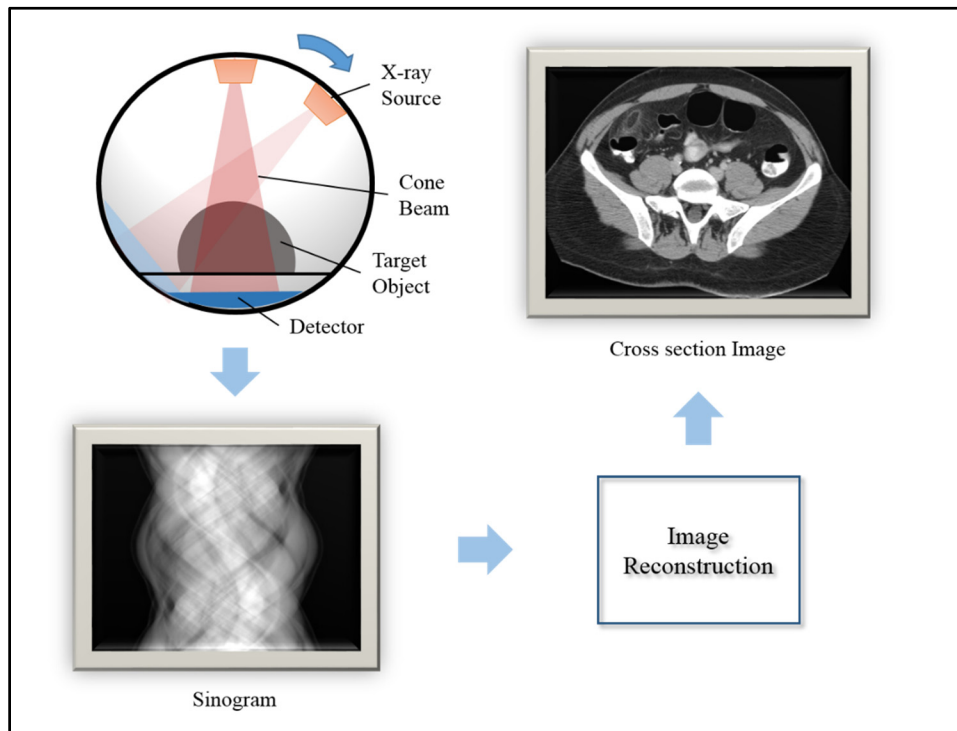 X-ray
Source
Cone
Beam
Target
Object
Detector
Cross section Image
Sinogram
Image
Reconstruction